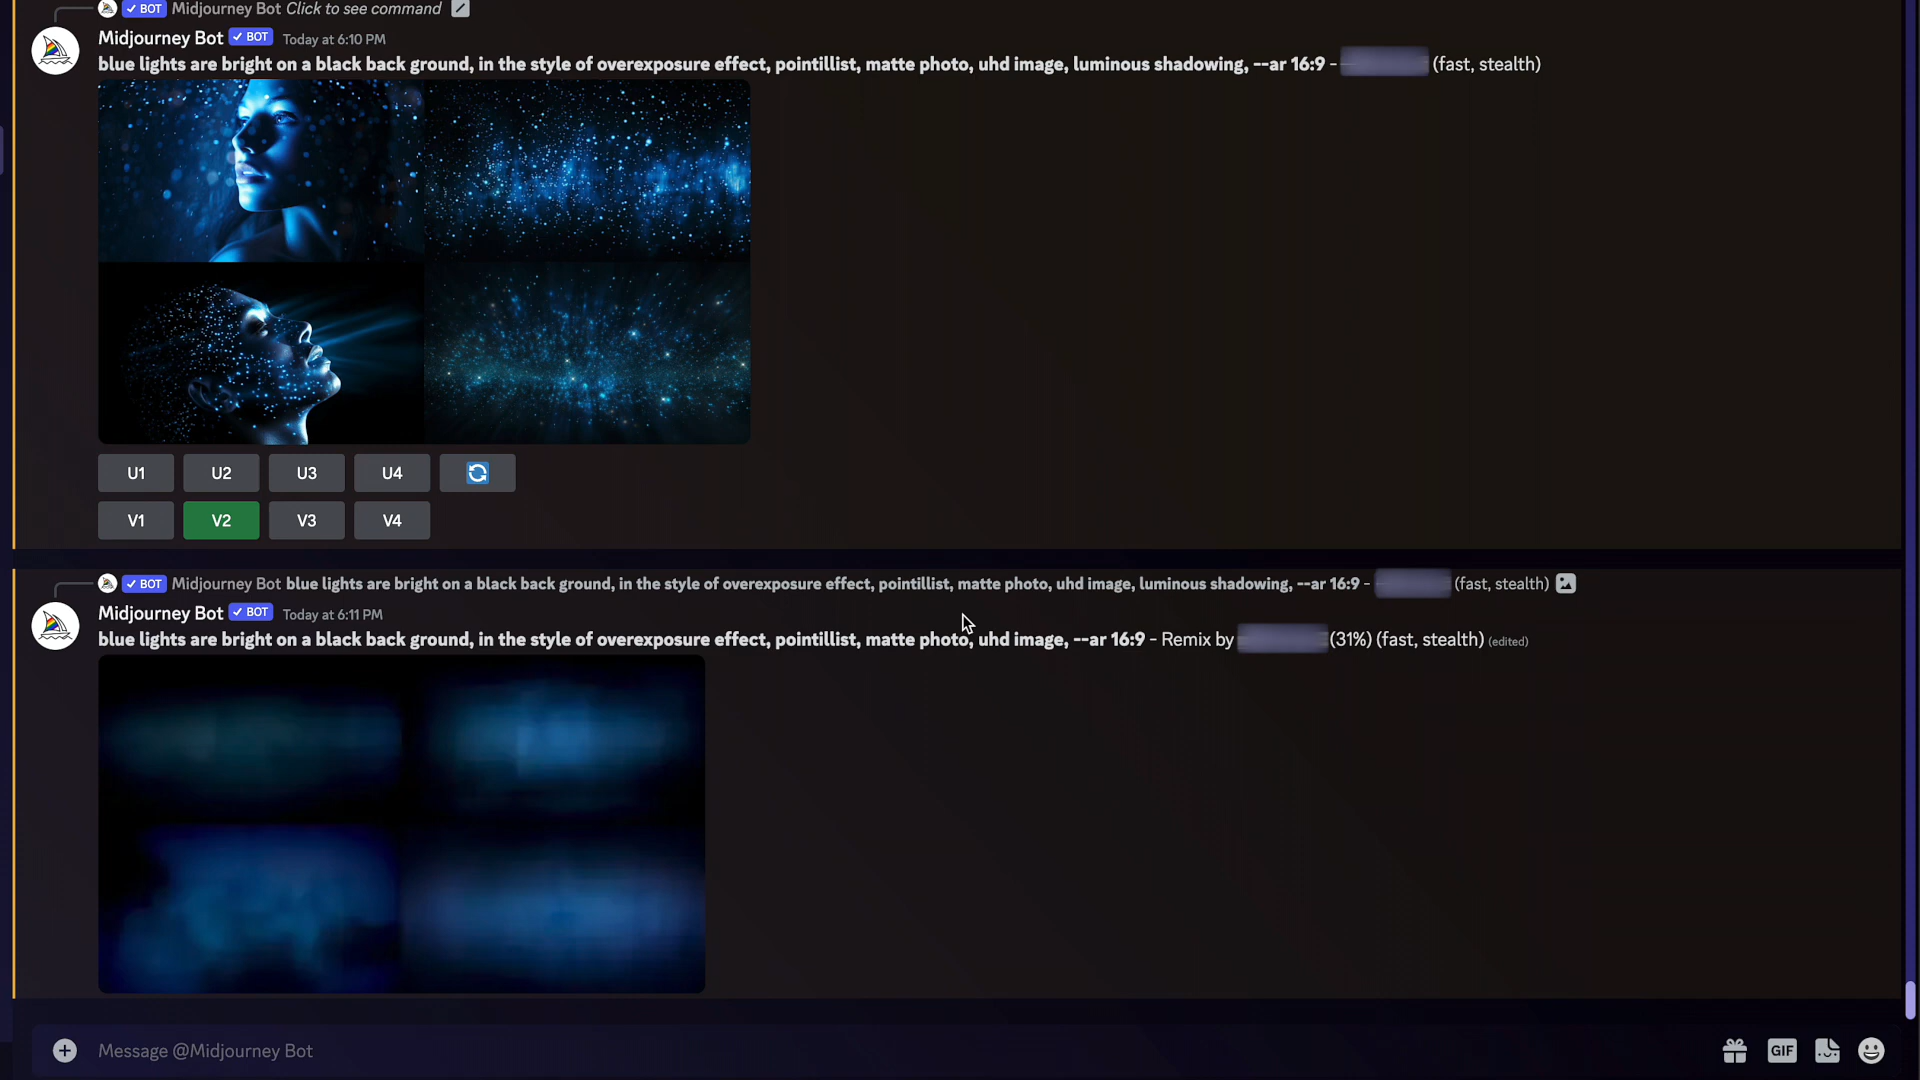 ✓ BOT Midjourney Bot Click to see command
Midjourney Bot ✓ BOT Today at 6:10 PM
blue lights are bright on a black back ground, in the style of overexposure effect, pointillist, matte photo, uhd image, luminous shadowing, --ar 16:9 - (fast, stealth)
U1 U2 U3 U4
V1 V2 V3 V4
✓ BOT Midjourney Bot blue lights are bright on a black back ground, in the style of overexposure effect, pointillist, matte photo, uhd image, luminous shadowing, --ar 16:9 - (fast, stealth)
Midjourney Bot ✓ BOT Today at 6:11 PM
blue lights are bright on a black back ground, in the style of overexposure effect, pointillist, matte photo, uhd image, --ar 16:9 - Remix by (31%) (fast, stealth) (edited)
Message @Midjourney Bot
GIF